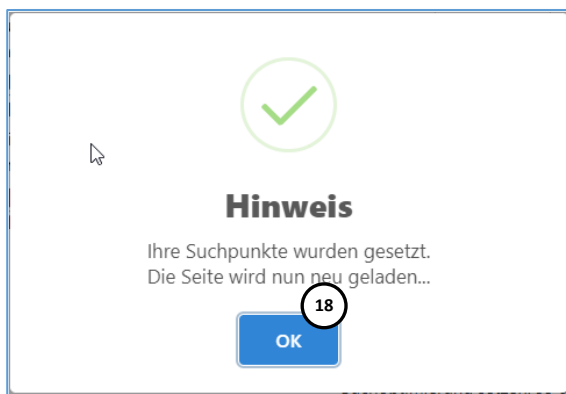 Hinweis
Ihre Suchpunkte wurden gesetzt.
Die Seite wird nun neu geladen...
18
OK